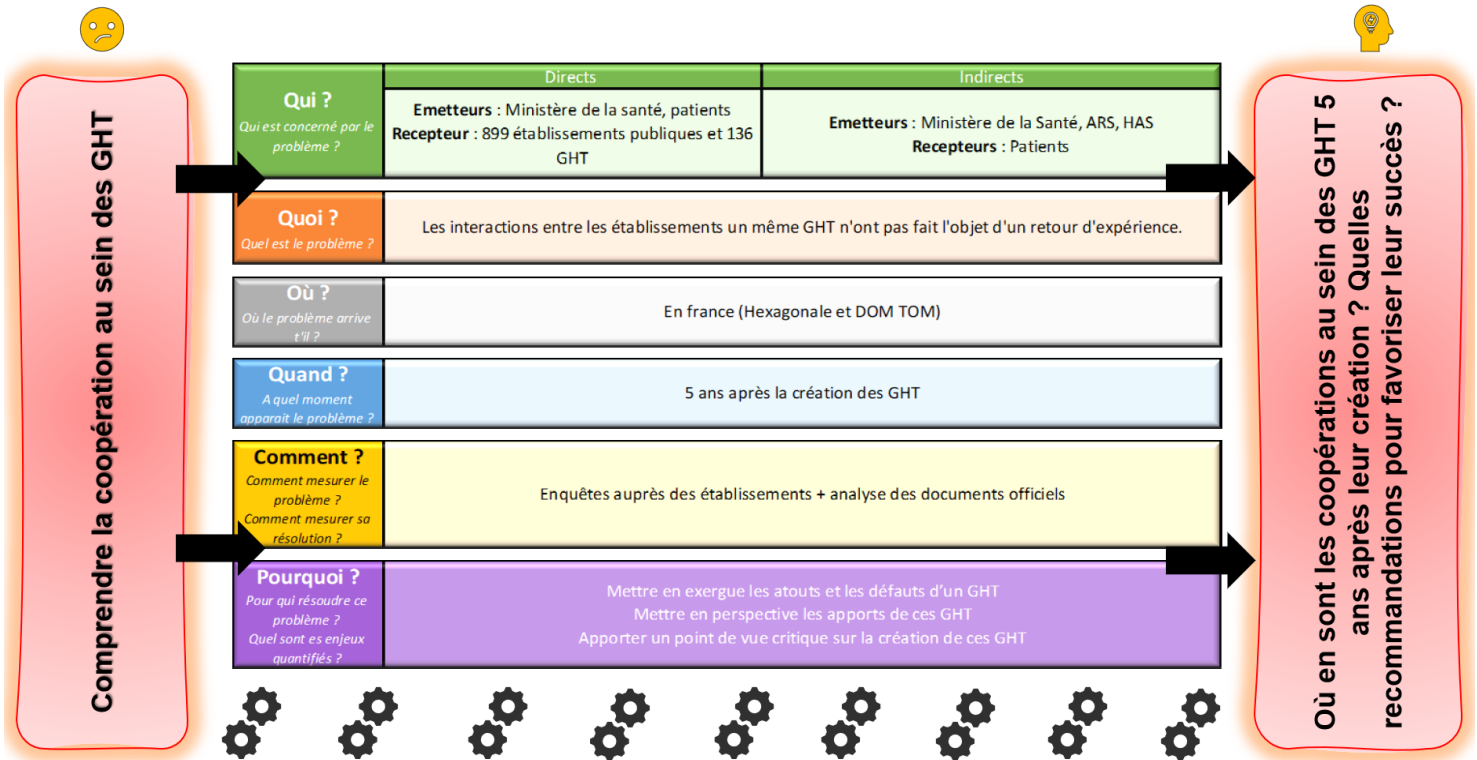 Comprendre la coopération au sein des GHT
Qui ?
Qui est concerné par le
problème ?
Directs
Indirects
Emetteurs : Ministère de la santé, patients
Recepteur : 899 établissements publiques et 136
GHT
Emetteurs : Ministère de la Santé, ARS, HAS
Recepteurs : Patients
Quoi ?
Quel est le problème ?
Les interactions entre les établissements un même GHT n'ont pas fait l'objet d'un retour d'expérience.
Où ?
Où le problème arrive
t'il ?
En france (Hexagonale et DOM TOM)
Quand ?
A quel moment
apparait le problème ?
5 ans après la création des GHT
Comment ?
Comment mesurer le
problème ?
Comment mesurer sa
résolution ?
Enquêtes auprès des établissements + analyse des documents officiels
Pourquoi ?
Pour qui résoudre ce
problème ?
Quel sont es enjeux
quantifiés ?
Mettre en exergue les atouts et les défauts d'un GHT
Mettre en perspective les apports de ces GHT
Apporter un point de vue critique sur la création de ces GHT
Où en sont les coopérations au sein des GHT 5
ans après leur création ? Quelles
recommandations pour favoriser leur succès ?